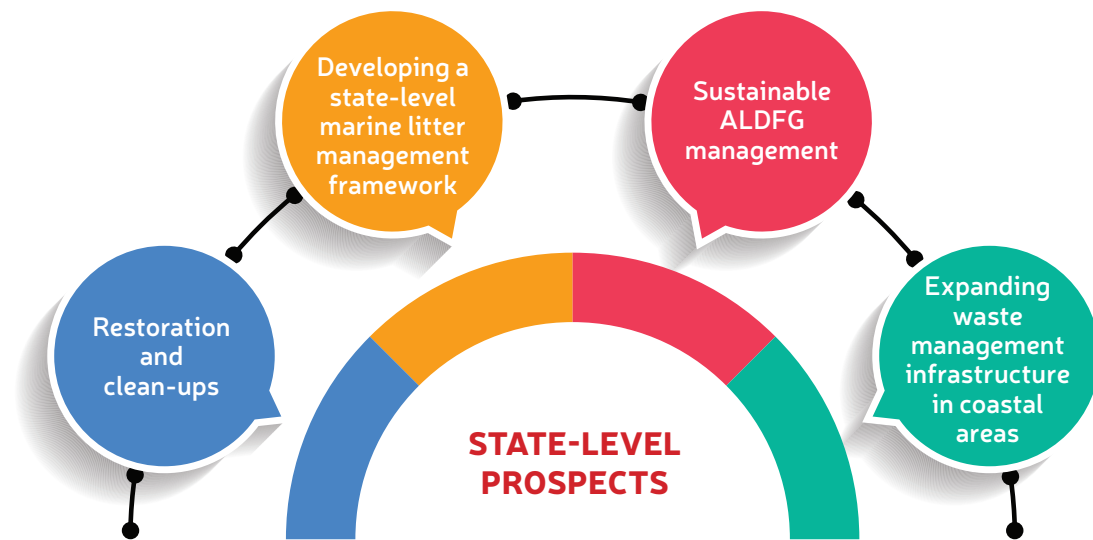 Developing a
state-level
marine litter
management
framework
Sustainable
ALDFG
management
Restoration
and
clean-ups
Expanding
waste
management
infrastructure
in coastal
areas
STATE-LEVEL
PROSPECTS